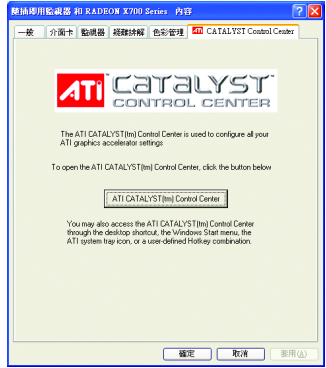 隨插即用監視器 和 RADEON X700 Series 內容
一般 介面卡 監視器 疑難排解 色彩管理 ATI CATALYST Control Center
ATI CATALYST™
CONTROL CENTER
The ATI CATALYST(tm) Control Center is used to configure all your
ATI graphics accelerator settings
To open the ATI CATALYST(tm) Control Center, click the button below
ATI CATALYST(tm) Control Center
You may also access the ATI CATALYST(tm) Control Center
through the desktop shortcut, the Windows Start menu, the
ATI system tray icon, or a user-defined Hotkey combination.
確定 取消 套用(A)